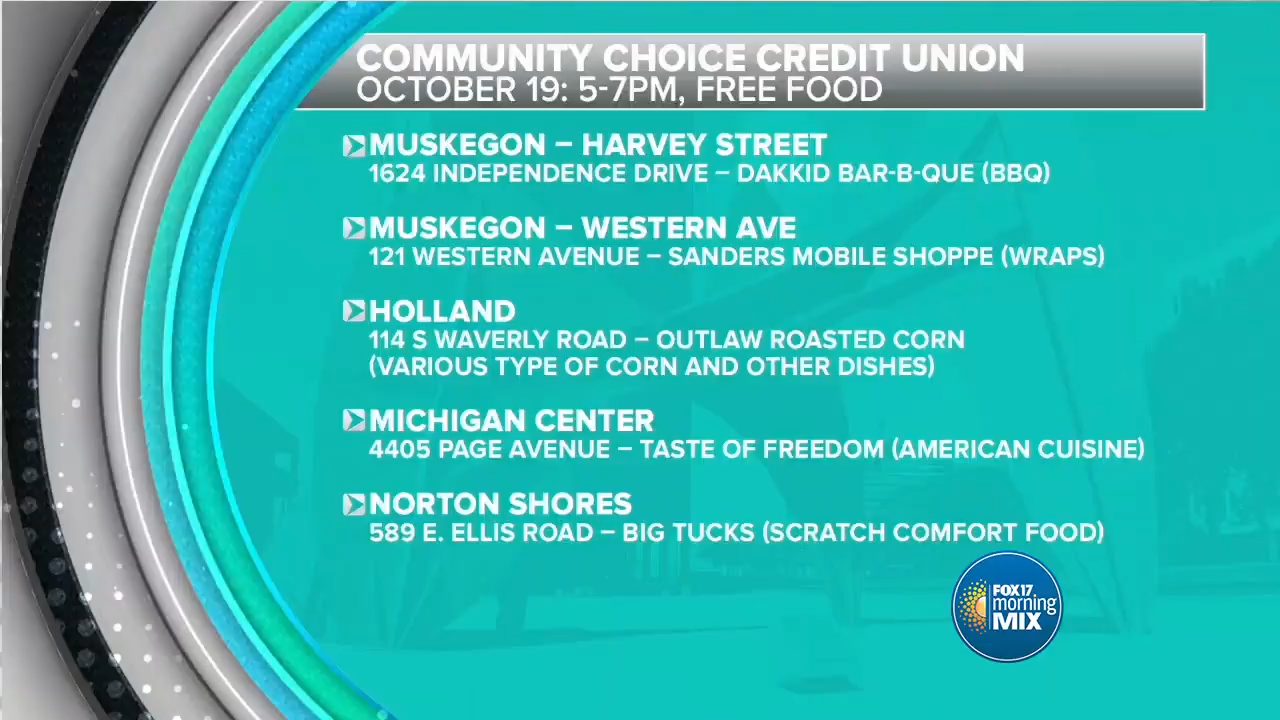 COMMUNITY CHOICE CREDIT UNION
OCTOBER 19: 5-7PM, FREE FOOD
MUSKEGON – HARVEY STREET
1624 INDEPENDENCE DRIVE – DAKKID BAR-B-QUE (BBQ)
MUSKEGON – WESTERN AVE
121 WESTERN AVENUE – SANDERS MOBILE SHOPPE (WRAPS)
HOLLAND
114 S WAVERLY ROAD – OUTLAW ROASTED CORN
(VARIOUS TYPE OF CORN AND OTHER DISHES)
MICHIGAN CENTER
4405 PAGE AVENUE – TASTE OF FREEDOM (AMERICAN CUISINE)
NORTON SHORES
589 E. ELLIS ROAD – BIG TUCKS (SCRATCH COMFORT FOOD)
FOX17
morning
MIX